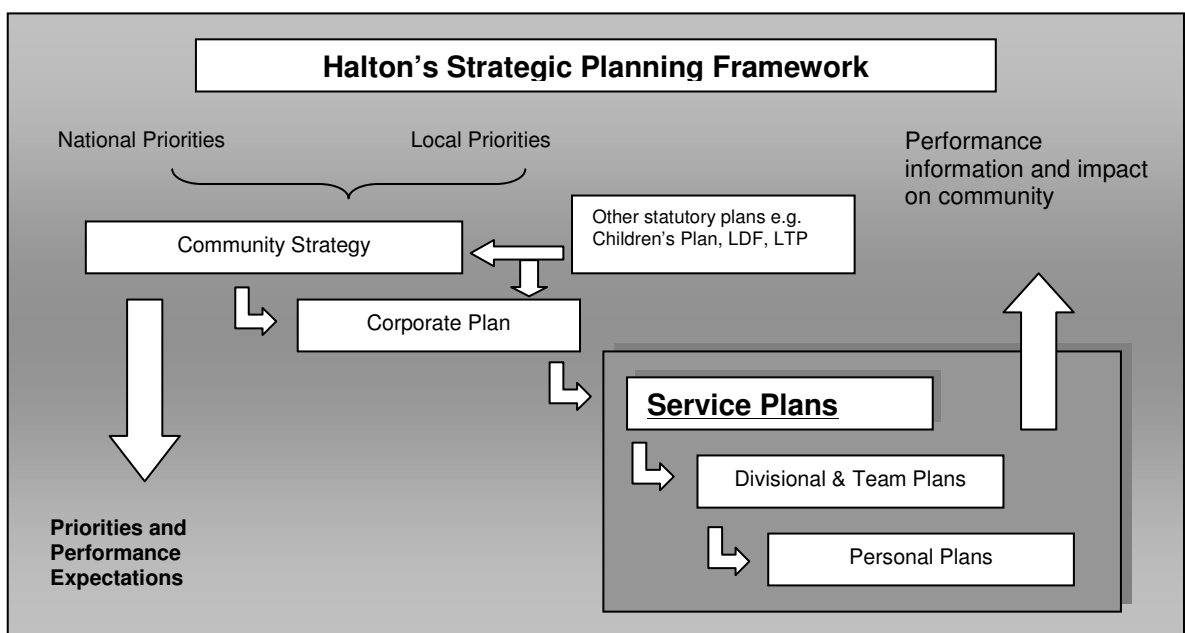 Halton’s Strategic Planning Framework
National Priorities
Local Priorities
Performance
information and impact
on community
Other statutory plans e.g.
Children’s Plan, LDF, LTP
Community Strategy
Corporate Plan
Service Plans
Divisional & Team Plans
Personal Plans
Priorities and
Performance
Expectations